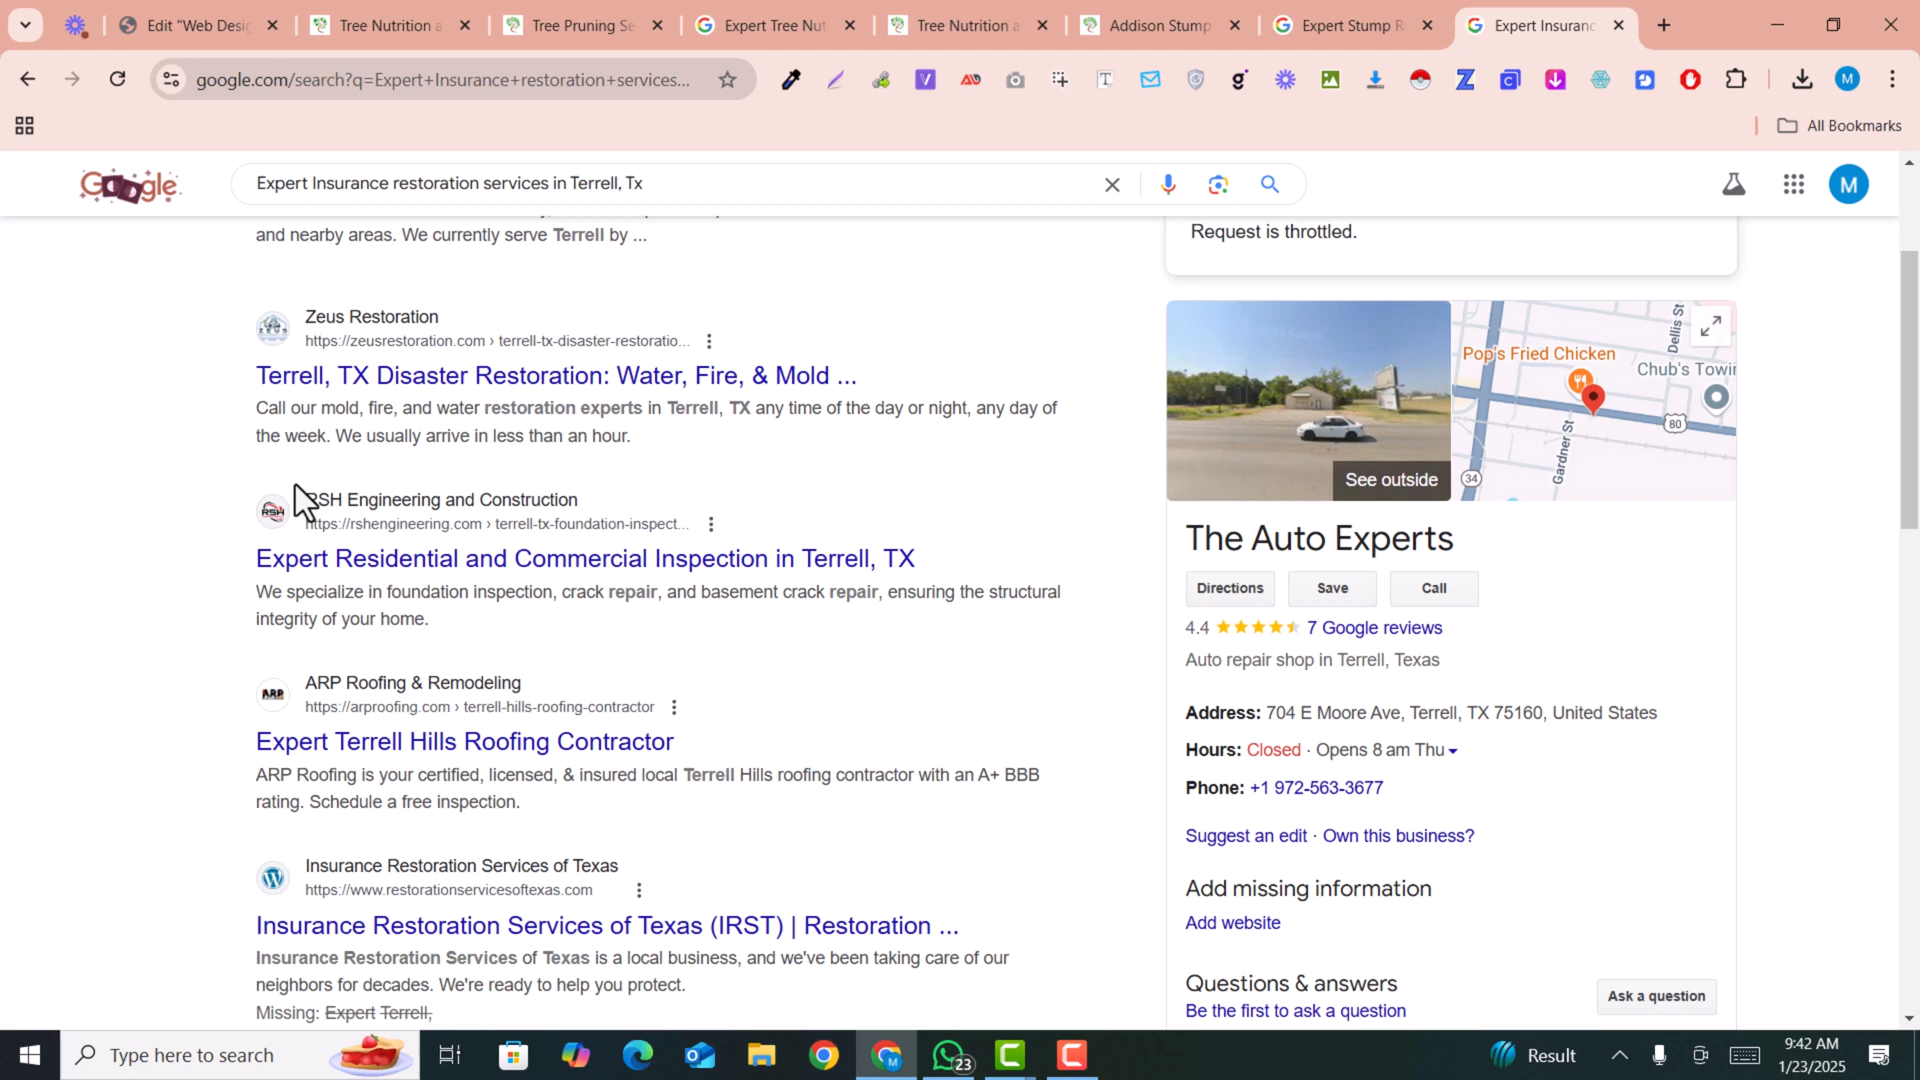 Edit "Web Desig
Tree Nutrition a
Tree Pruning Se
Expert Tree Nut
Tree Nutrition a
Addison Stump
Expert Stump R
Expert Insuranc
google.com/search?q=Expert+Insurance+restoration+services...
All Bookmarks
Google
Expert Insurance restoration services in Terrell, Tx
M
and nearby areas. We currently serve Terrell by ...
Request is throttled.
Zeus Restoration
https://zeusrestoration.com › terrell-tx-disaster-restoratio...
Terrell, TX Disaster Restoration: Water, Fire, & Mold ...
Call our mold, fire, and water restoration experts in Terrell, TX any time of the day or night, any day of
the week. We usually arrive in less than an hour.
RSH Engineering and Construction
https://rshengineering.com › terrell-tx-foundation-inspect...
Expert Residential and Commercial Inspection in Terrell, TX
We specialize in foundation inspection, crack repair, and basement crack repair, ensuring the structural
integrity of your home.
ARP Roofing & Remodeling
https://arproofing.com › terrell-hills-roofing-contractor
Expert Terrell Hills Roofing Contractor
ARP Roofing is your certified, licensed, & insured local Terrell Hills roofing contractor with an A+ BBB
rating. Schedule a free inspection.
Insurance Restoration Services of Texas
https://www.restorationservicesoftexas.com
Insurance Restoration Services of Texas (IRST) | Restoration ...
Insurance Restoration Services of Texas is a local business, and we've been taking care of our
neighbors for decades. We're ready to help you protect.
Missing: Expert Terrell,
Pop's Fried Chicken
Dellis St
Chub's Towin
80
Gardner St
34
See outside
The Auto Experts
Directions
Save
Call
4.4
7 Google reviews
Auto repair shop in Terrell, Texas
Address: 704 E Moore Ave, Terrell, TX 75160, United States
Hours: Closed · Opens 8 am Thu
Phone: +1 972-563-3677
Suggest an edit · Own this business?
Add missing information
Add website
Questions & answers
Be the first to ask a question
Ask a question
Type here to search
23
Result
9:42 AM
1/23/2025